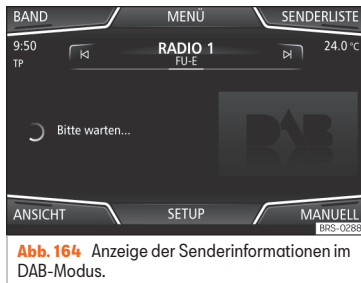 BAND MENÜ SENDERLISTE
9:50 RADIO 1 24.0 °C
TP FU-E
Bitte warten...
DAB
ANSICHT SETUP MANUELL
BRS-0288
Abb. 164 Anzeige der Senderinformationen im
DAB-Modus.